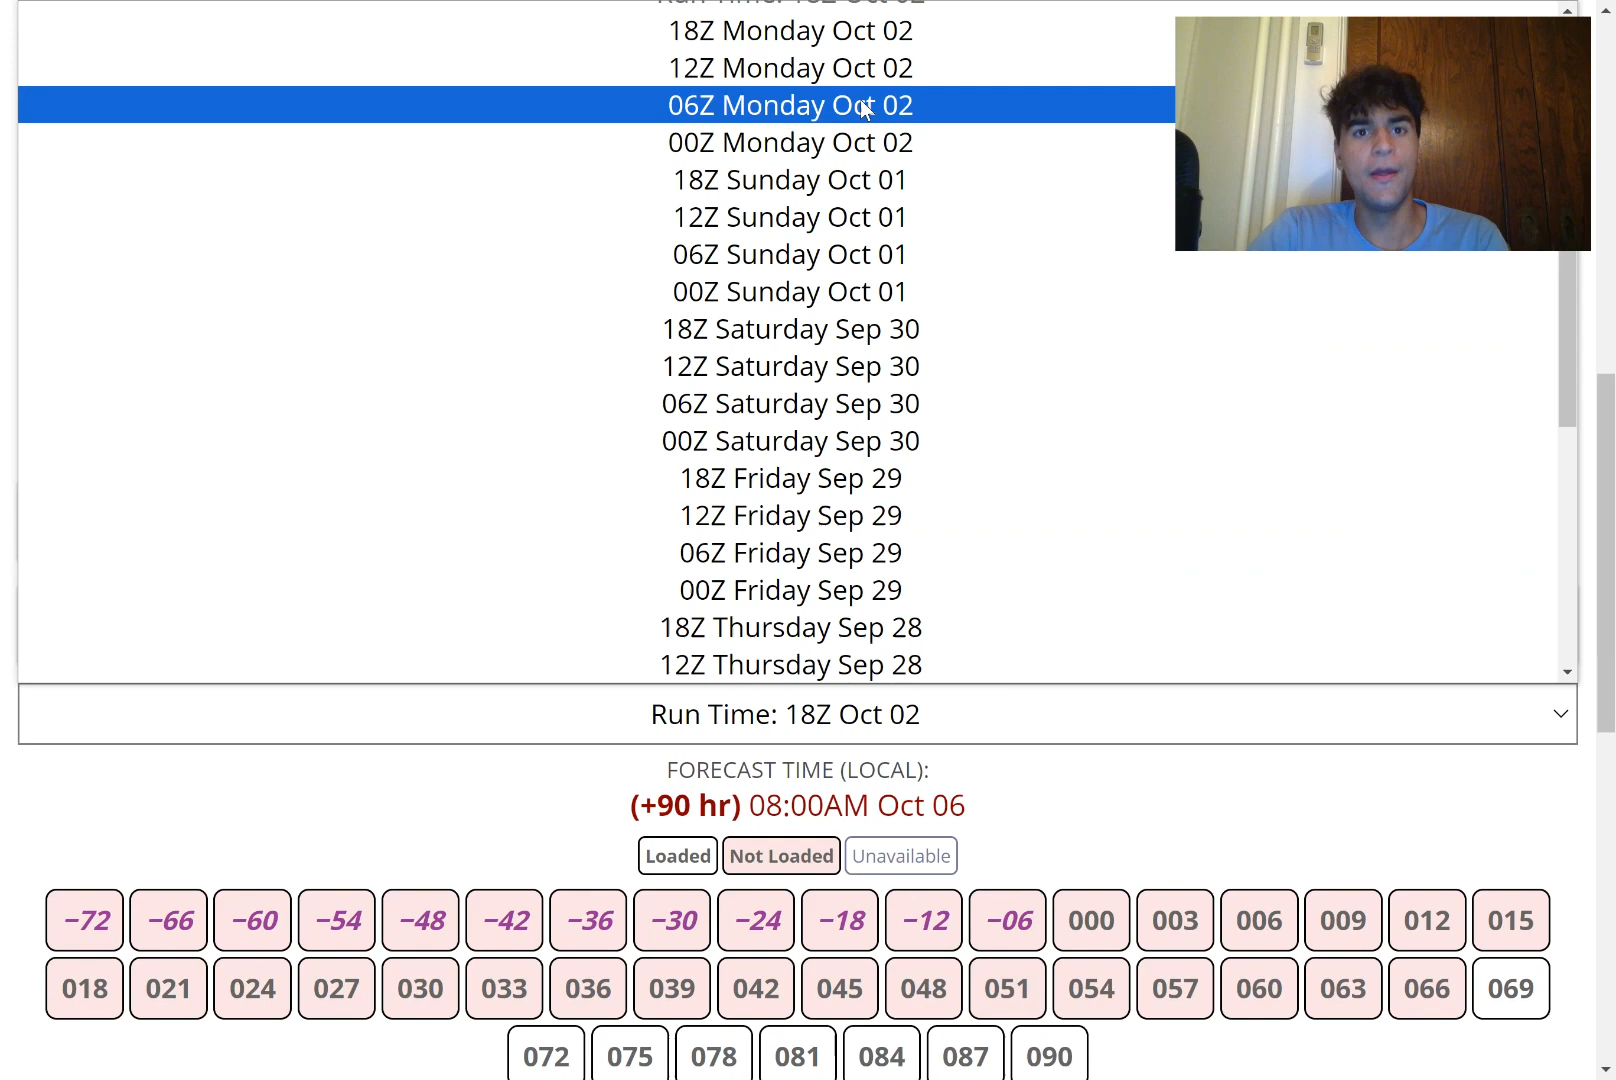 Run Time: 18Z Oct 02
18Z Monday Oct 02
12Z Monday Oct 02
06Z Monday Oct 02
00Z Monday Oct 02
18Z Sunday Oct 01
12Z Sunday Oct 01
06Z Sunday Oct 01
00Z Sunday Oct 01
18Z Saturday Sep 30
12Z Saturday Sep 30
06Z Saturday Sep 30
00Z Saturday Sep 30
18Z Friday Sep 29
12Z Friday Sep 29
06Z Friday Sep 29
00Z Friday Sep 29
18Z Thursday Sep 28
12Z Thursday Sep 28
Run Time: 18Z Oct 02
FORECAST TIME (LOCAL):
(+90 hr) 08:00AM Oct 06
Loaded Not Loaded Unavailable
−72 −66 −60 −54 −48 −42 −36 −30 −24 −18 −12 −06 000 003 006 009 012 015
018 021 024 027 030 033 036 039 042 045 048 051 054 057 060 063 066 069
072 075 078 081 084 087 090